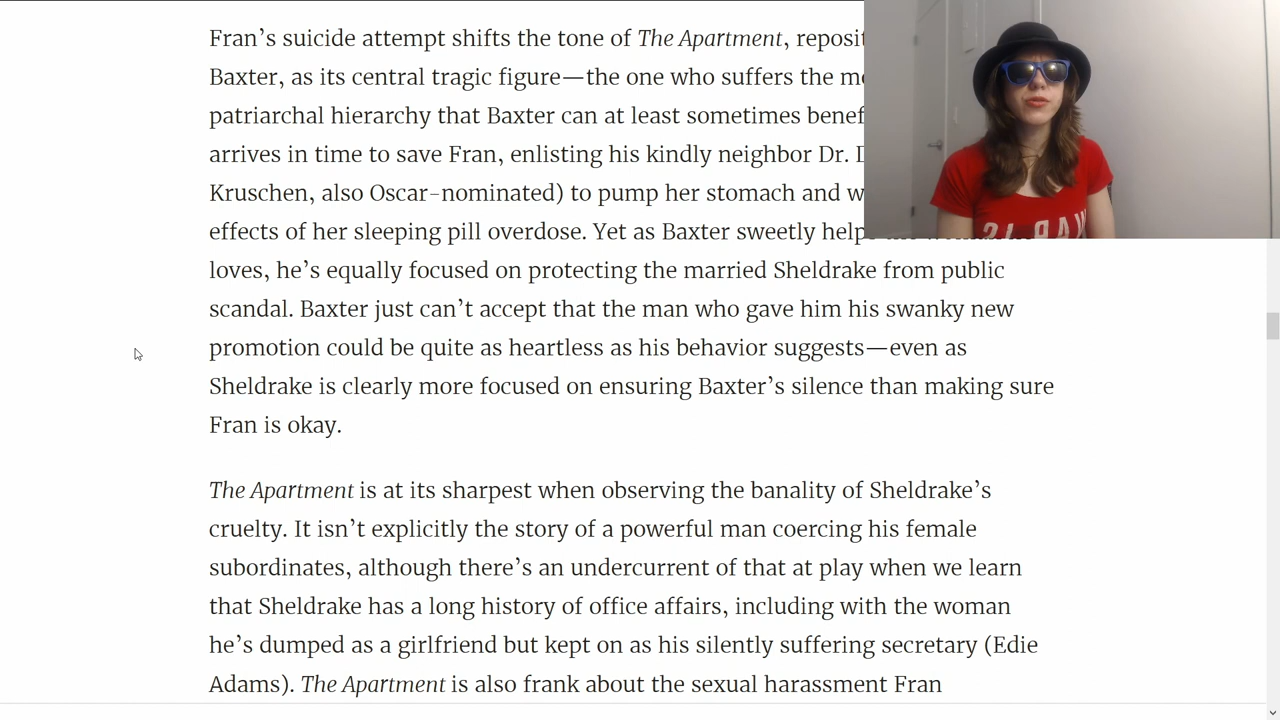 Fran’s suicide attempt shifts the tone of The Apartment,
Baxter, as its central tragic figure—the one who suffers the
patriarchal hierarchy that Baxter can at least sometimes
arrives in time to save Fran, enlisting his kindly neighbor Dr.
Kruschen, also Oscar-nominated) to pump her stomach and
effects of her sleeping pill overdose. Yet as Baxter sweetly
loves, he’s equally focused on protecting the married Sheldrake from public
scandal. Baxter just can’t accept that the man who gave him his swanky new
promotion could be quite as heartless as his behavior suggests—even as
Sheldrake is clearly more focused on ensuring Baxter’s silence than making sure
Fran is okay.
The Apartment is at its sharpest when observing the banality of Sheldrake’s
cruelty. It isn’t explicitly the story of a powerful man coercing his female
subordinates, although there’s an undercurrent of that at play when we learn
that Sheldrake has a long history of office affairs, including with the woman
he’s dumped as a girlfriend but kept on as his silently suffering secretary (Edie
Adams). The Apartment is also frank about the sexual harassment Fran